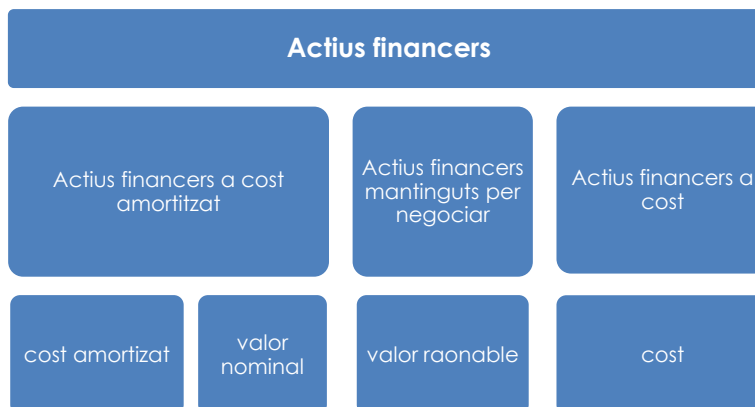 Actius financers
Actius financers a cost
amortitzat
Actius financers
mantinguts per
negociar
Actius financers a
cost
cost amortizat
valor
nominal
valor raonable
cost